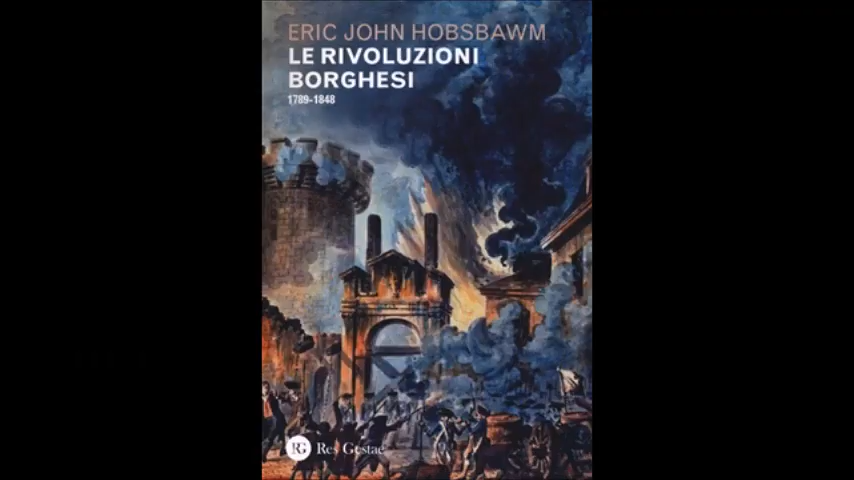 ERIC JOHN HOBSBAWM
LE RIVOLUZIONI
BORGHESI
1789-1848
RG Res Gestae